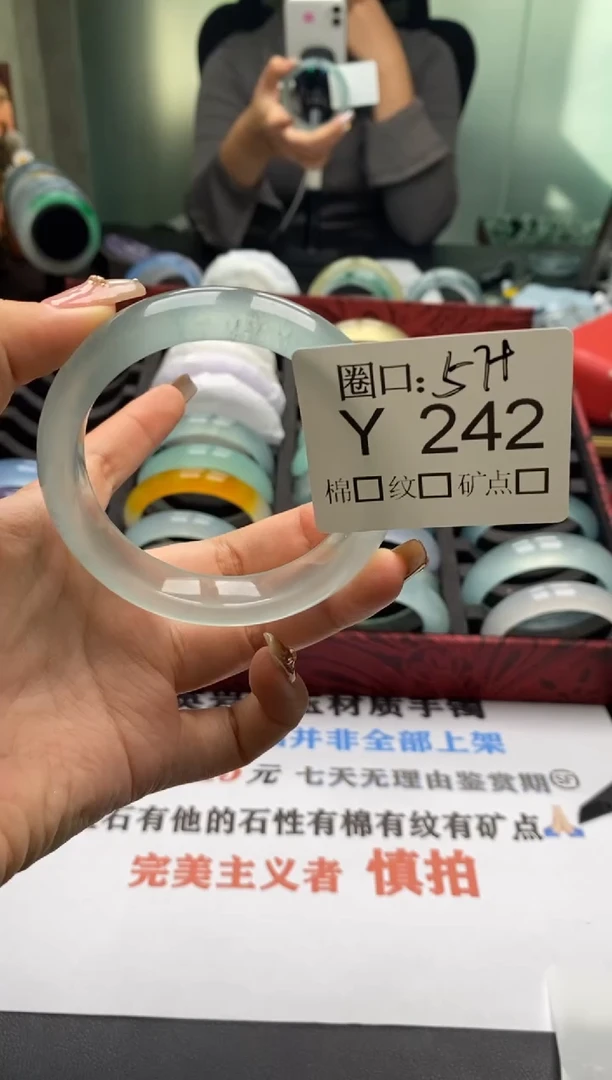 圈口:5H
Y 242
棉□纹□矿点□
材质手镯
并非全部上架
元 七天无理由鉴赏期
石有他的石性有棉有纹有矿点🙏
完美主义者 慎拍